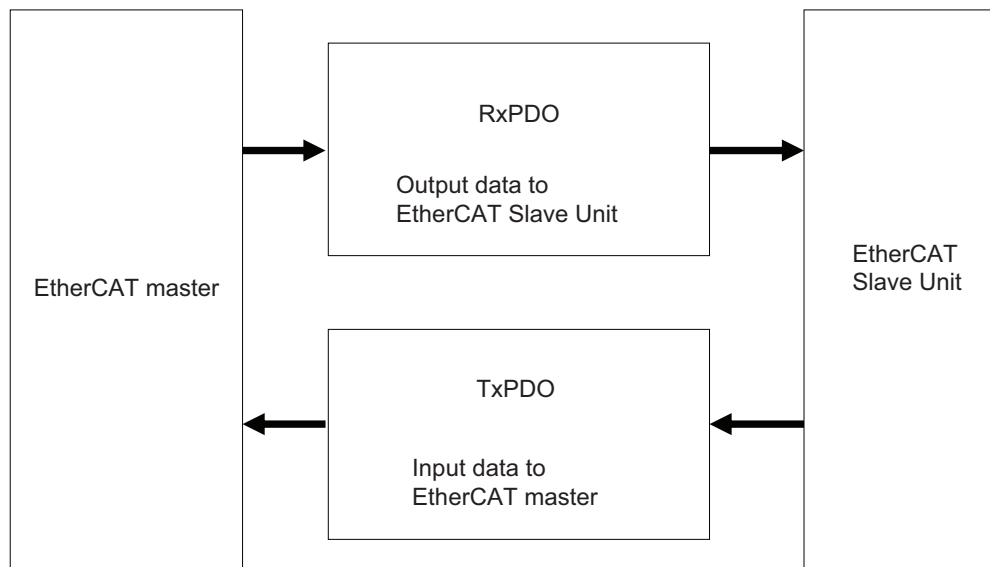 RxPDO
Output data to
EtherCAT Slave Unit
EtherCAT master
EtherCAT
Slave Unit
TxPDO
Input data to
EtherCAT master